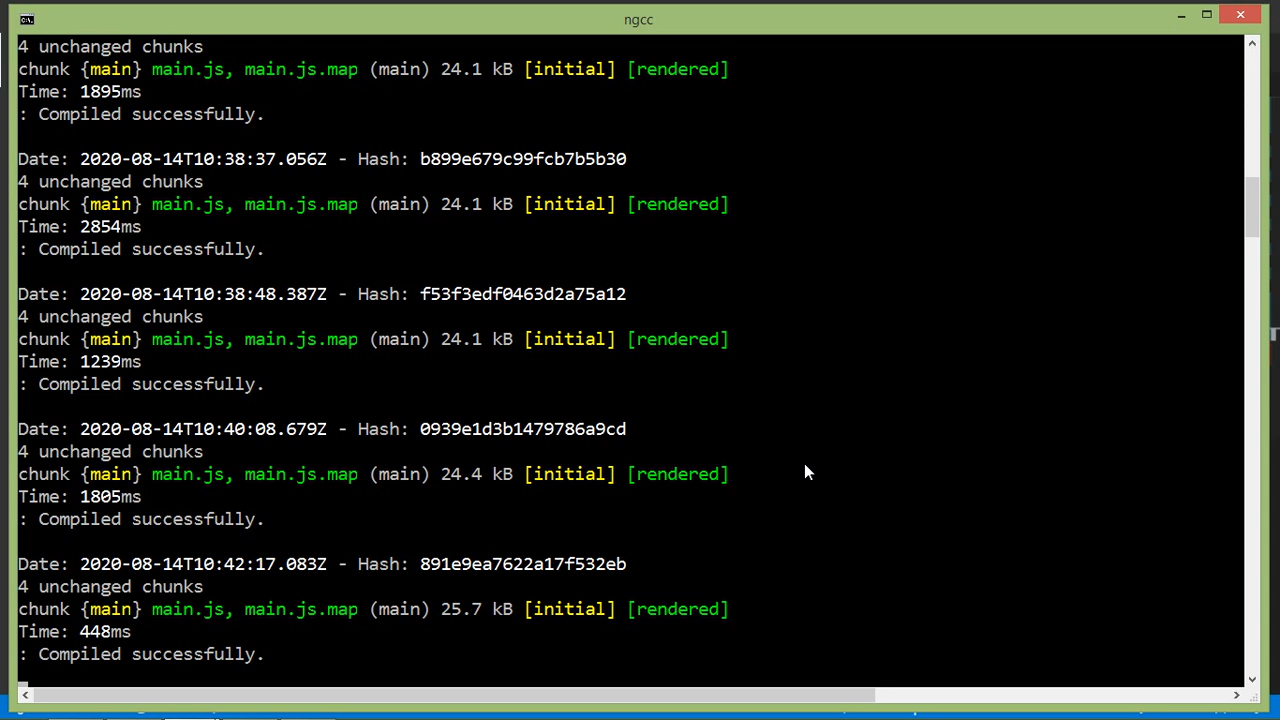 ngcc
4 unchanged chunks
chunk {main} main.js, main.js.map (main) 24.1 kB [initial] [rendered]
Time: 1895ms
: Compiled successfully.
Date: 2020-08-14T10:38:37.056Z - Hash: b899e679c99fcb7b5b30
4 unchanged chunks
chunk {main} main.js, main.js.map (main) 24.1 kB [initial] [rendered]
Time: 2854ms
: Compiled successfully.
Date: 2020-08-14T10:38:48.387Z - Hash: f53f3edf0463d2a75a12
4 unchanged chunks
chunk {main} main.js, main.js.map (main) 24.1 kB [initial] [rendered]
Time: 1239ms
: Compiled successfully.
Date: 2020-08-14T10:40:08.679Z - Hash: 0939e1d3b1479786a9cd
4 unchanged chunks
chunk {main} main.js, main.js.map (main) 24.4 kB [initial] [rendered]
Time: 1805ms
: Compiled successfully.
Date: 2020-08-14T10:42:17.083Z - Hash: 891e9ea7622a17f532eb
4 unchanged chunks
chunk {main} main.js, main.js.map (main) 25.7 kB [initial] [rendered]
Time: 448ms
: Compiled successfully.